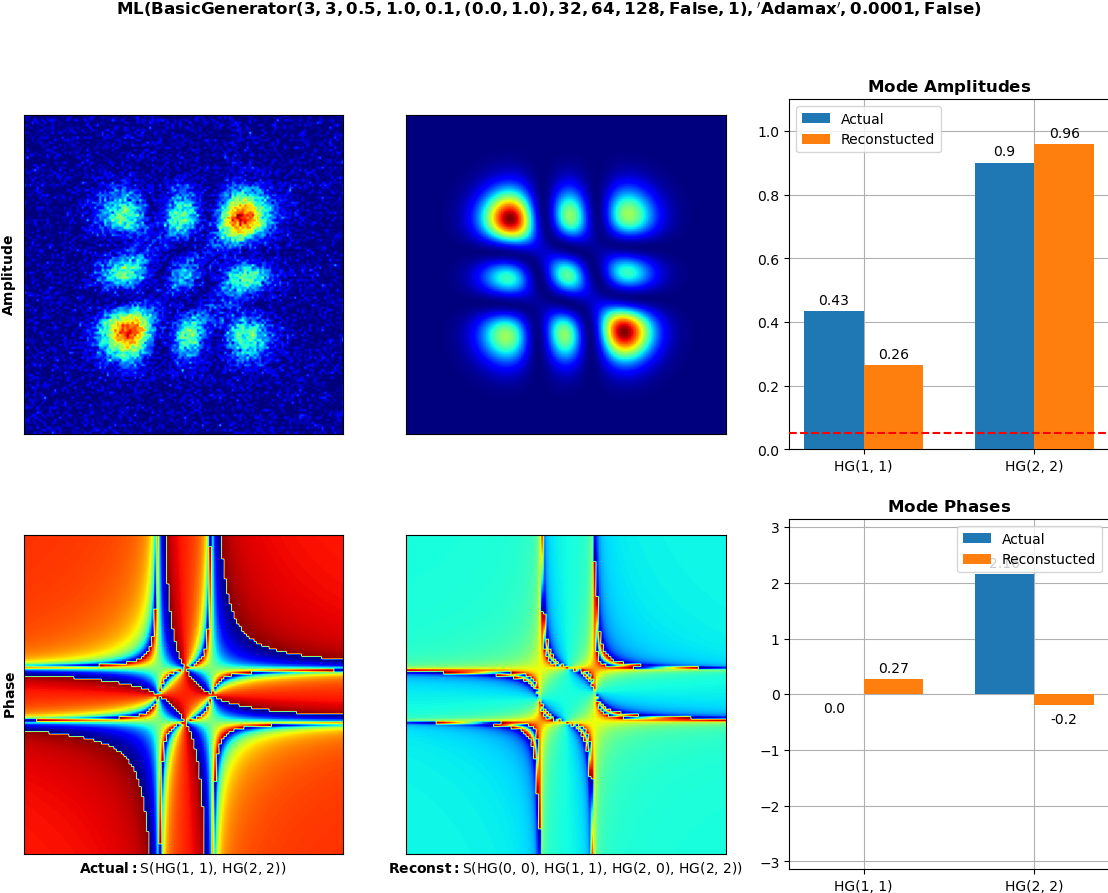 ML(BasicGenerator(3, 3, 0.5, 1.0, 0.1, (0.0, 1.0), 32, 64, 128, False, 1), ′Adamax′, 0.0001, False)
Amplitude
Mode Amplitudes
Actual
Reconstucted
1.0
0.8
0.6
0.4
0.2
0.0
0.43
0.26
0.9
0.96
HG(1, 1)
HG(2, 2)
Phase
Actual: S(HG(1, 1), HG(2, 2))
Reconst: S(HG(0, 0), HG(1, 1), HG(2, 0), HG(2, 2))
Mode Phases
Actual
Reconstucted
3
2
1
0
−1
−2
−3
0.0
0.27
-0.2
HG(1, 1)
HG(2, 2)